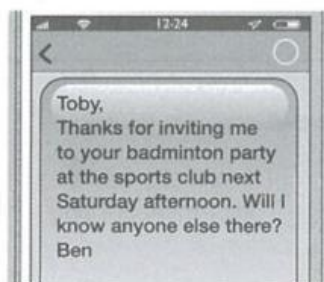 12-24
Toby,
Thanks for inviting me
to your badminton party
at the sports club next
Saturday afternoon. Will I
know anyone else there?
Ben